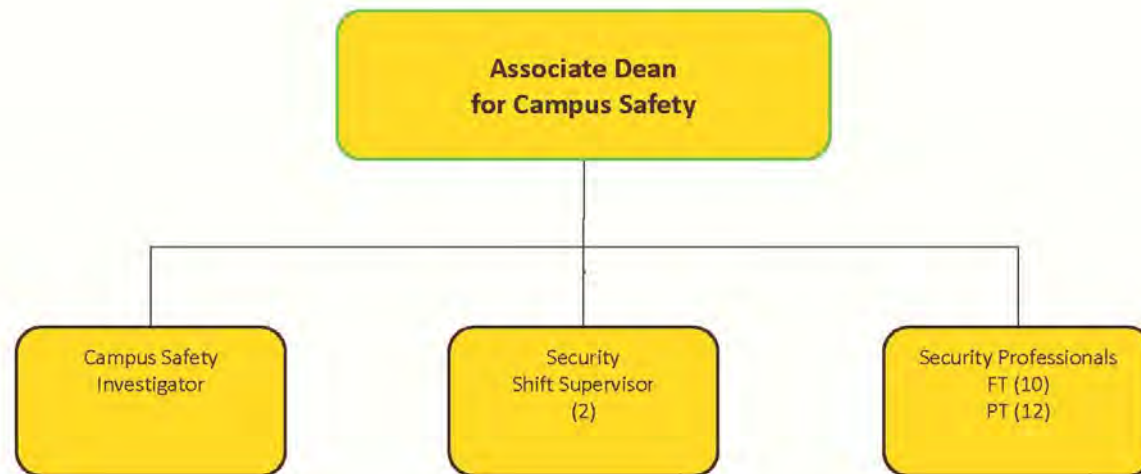 Associate Dean
for Campus Safety
Campus Safety
Investigator
Security
Shift Supervisor
(2)
Security Professionals
FT (10)
PT (12)